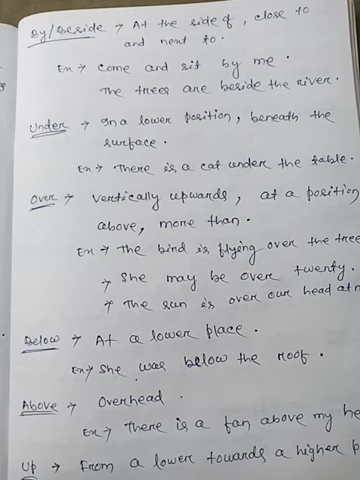 By/Beside → At the side of, close to
and next to.
Ex → Come and sit by me.
The trees are beside the river.
Under → In a lower position, beneath the
surface.
Ex → There is a cat under the table.
Over → Vertically upwards, at a position
above, more than.
Ex → The bird is flying over the tree
→ She may be over twenty.
→ The sun is over our head at n
Below → At a lower place.
Ex → She was below the roof.
Above → Overhead.
Ex → There is a fan above my he
Up → From a lower towards a higher p